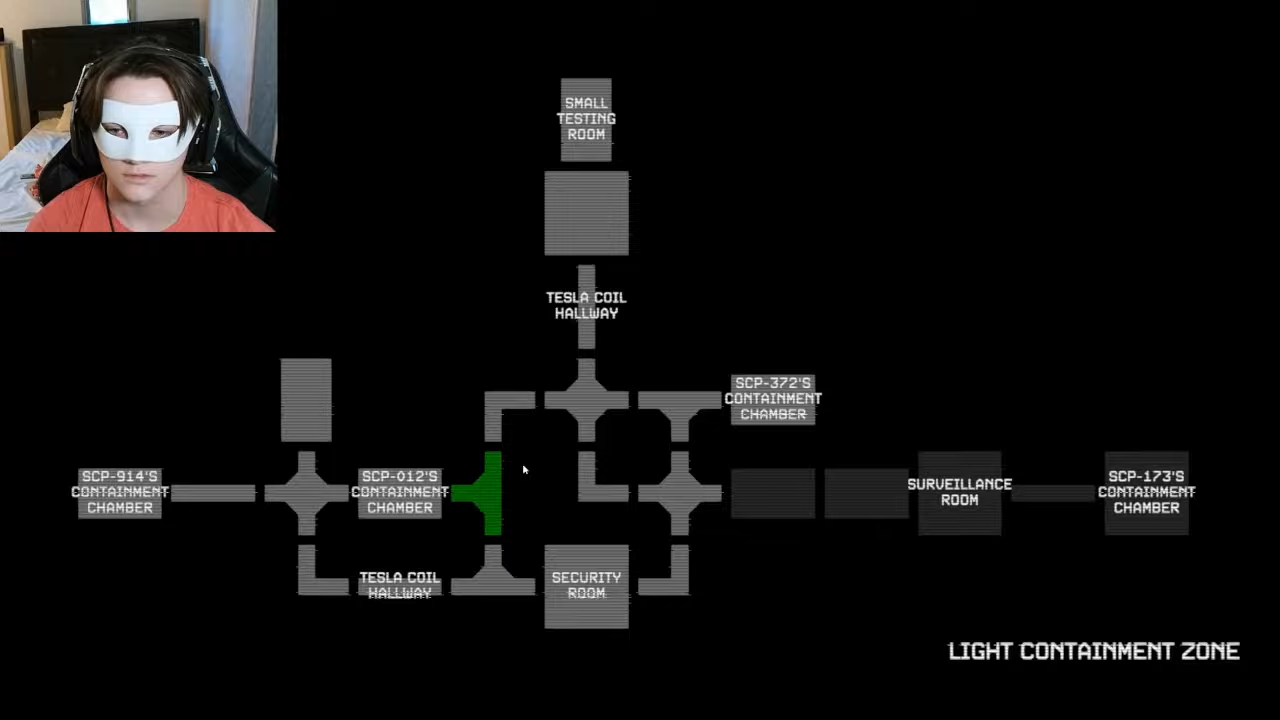 SMALL
TESTING
ROOM
TESLA COIL
HALLWAY
SCP-372'S
CONTAINMENT
CHAMBER
SCP-914'S
CONTAINMENT
CHAMBER
SCP-012'S
CONTAINMENT
CHAMBER
SURVEILLANCE
ROOM
SCP-173'S
CONTAINMENT
CHAMBER
TESLA COIL
HALLWAY
SECURITY
ROOM
LIGHT CONTAINMENT ZONE